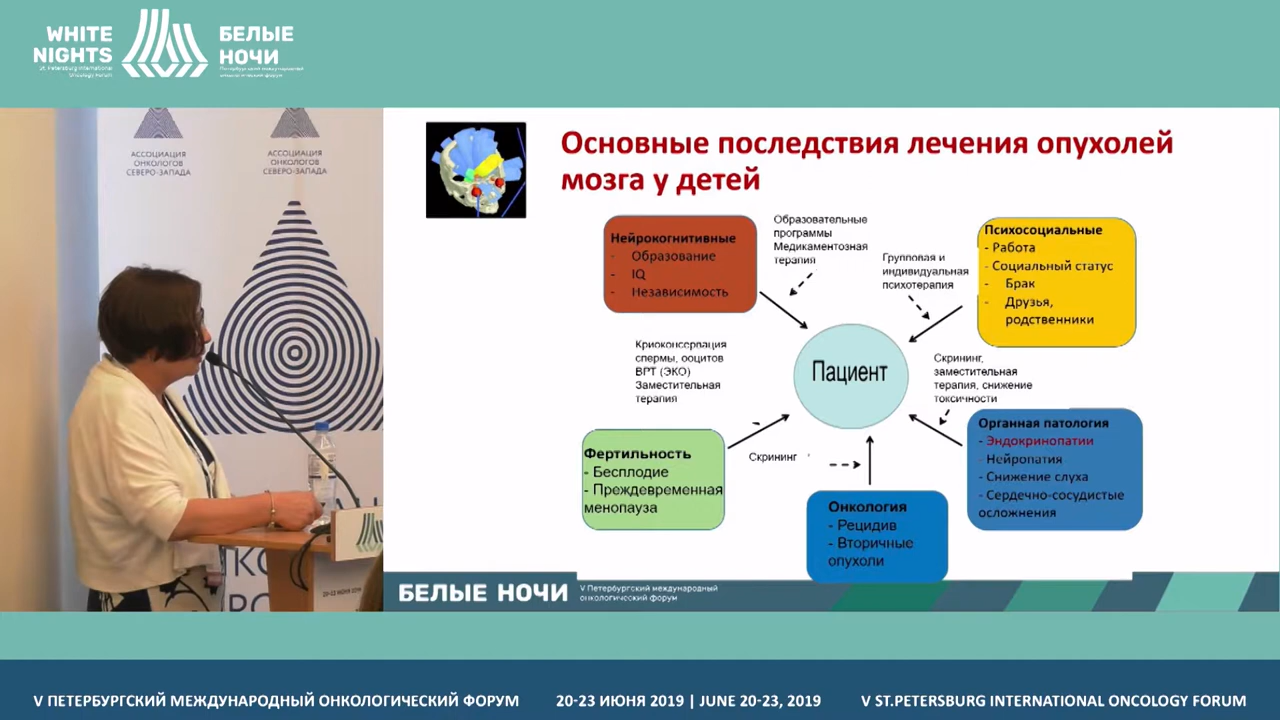 WHITE
NIGHTS
St. Petersburg International
Oncology Forum
БЕЛЫЕ
НОЧИ
Петербургский международный
онкологический форум
АССОЦИАЦИЯ
ОНКОЛОГОВ
СЕВЕРО-ЗАПАДА
АССОЦИАЦИЯ
ОНКОЛОГОВ
СЕВЕРО-ЗАПАДА
Основные последствия лечения опухолей
мозга у детей
Нейрокогнитивные
- Образование
- IQ
- Независимость
Образовательные
программы
Медикаментозная
терапия
Групповая и
индивидуальная
психотерапия
Психосоциальные
- Работа
- Социальный статус
- Брак
- Друзья,
родственники
Криоконсервация
спермы, ооцитов
ВРТ (ЭКО)
Заместительная
терапия
Пациент
Скрининг,
заместительная
терапия, снижение
токсичности
Фертильность
- Бесплодие
- Преждевременная
менопауза
Скрининг
Онкология
- Рецидив
- Вторичные
опухоли
Органная патология
- Эндокринопатии
- Нейропатия
- Снижение слуха
- Сердечно-сосудистые
осложнения
БЕЛЫЕ НОЧИ
V Петербургский международный
онкологический форум
V ПЕТЕРБУРГСКИЙ МЕЖДУНАРОДНЫЙ ОНКОЛОГИЧЕСКИЙ ФОРУМ
20-23 ИЮНЯ 2019 | JUNE 20-23, 2019
V ST.PETERSBURG INTERNATIONAL ONCOLOGY FORUM